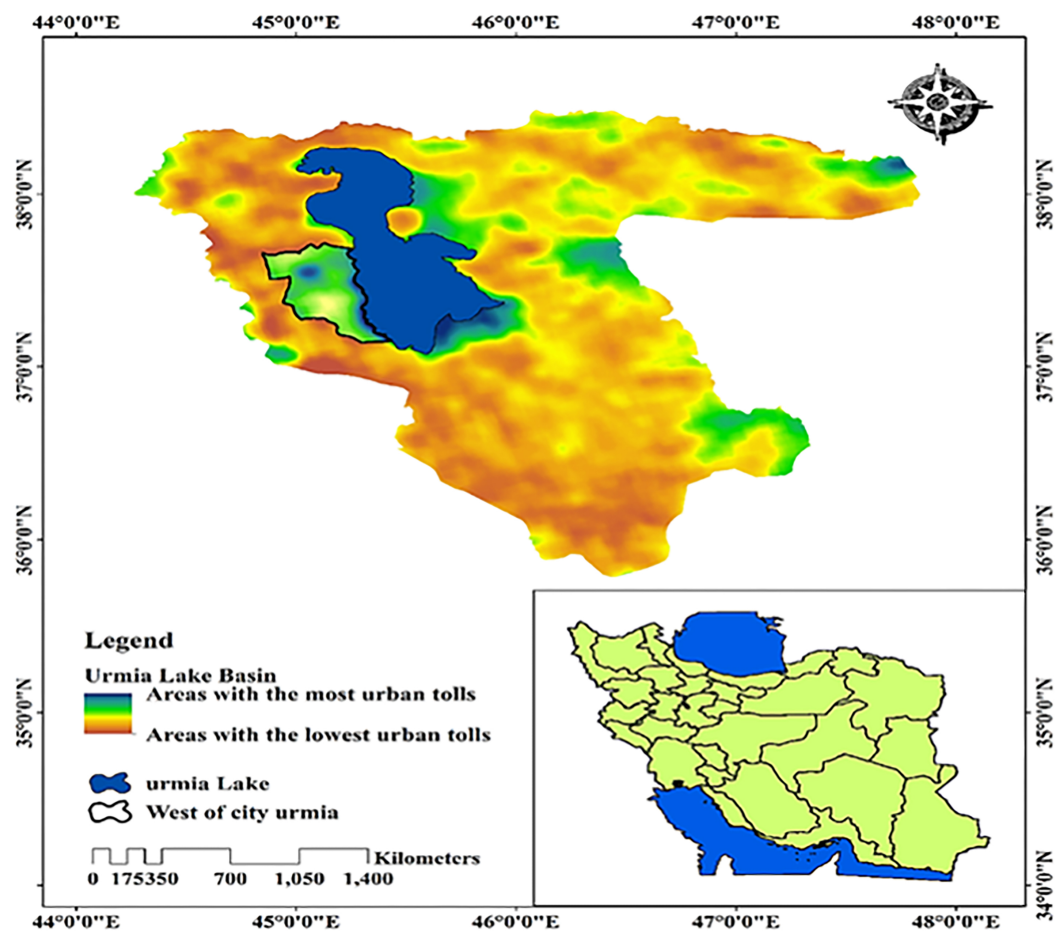 44°0'0"E 45°0'0"E 46°0'0"E 47°0'0"E 48°0'0"E
38°0'0"N 38°0'0"N
37°0'0"N 37°0'0"N
36°0'0"N 36°0'0"N
35°0'0"N 35°0'0"N
34°0'0"N
Legend
Urmia Lake Basin
Areas with the most urban tolls
Areas with the lowest urban tolls
urmia Lake
West of city urmia
Kilometers
0 175350 700 1,050 1,400
44°0'0"E 45°0'0"E 46°0'0"E 47°0'0"E 48°0'0"E